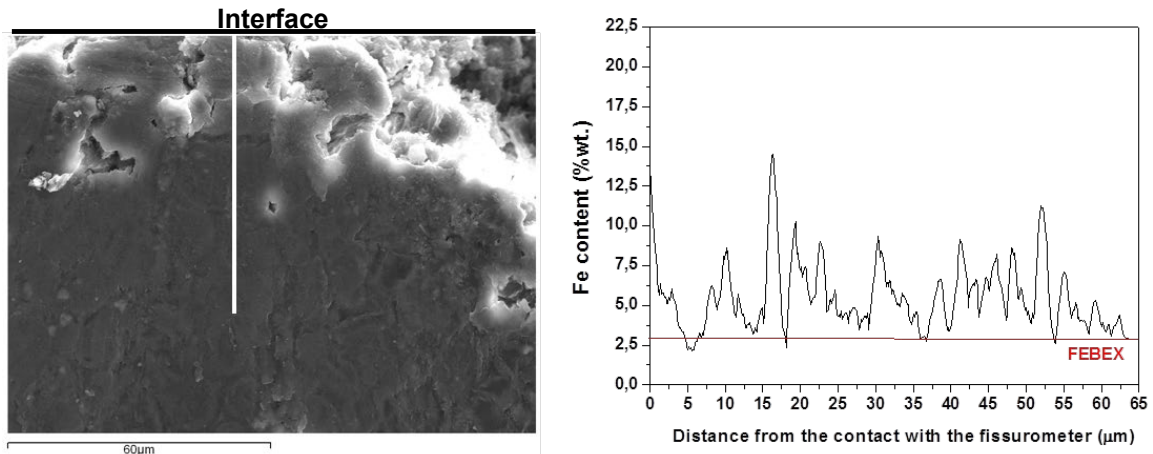 Interface
60µm
Fe content (%wt.)
22,5
20,0
17,5
15,0
12,5
10,0
7,5
5,0
2,5
0,0
FEBEX
0 5 10 15 20 25 30 35 40 45 50 55 60 65
Distance from the contact with the fissurometer (µm)